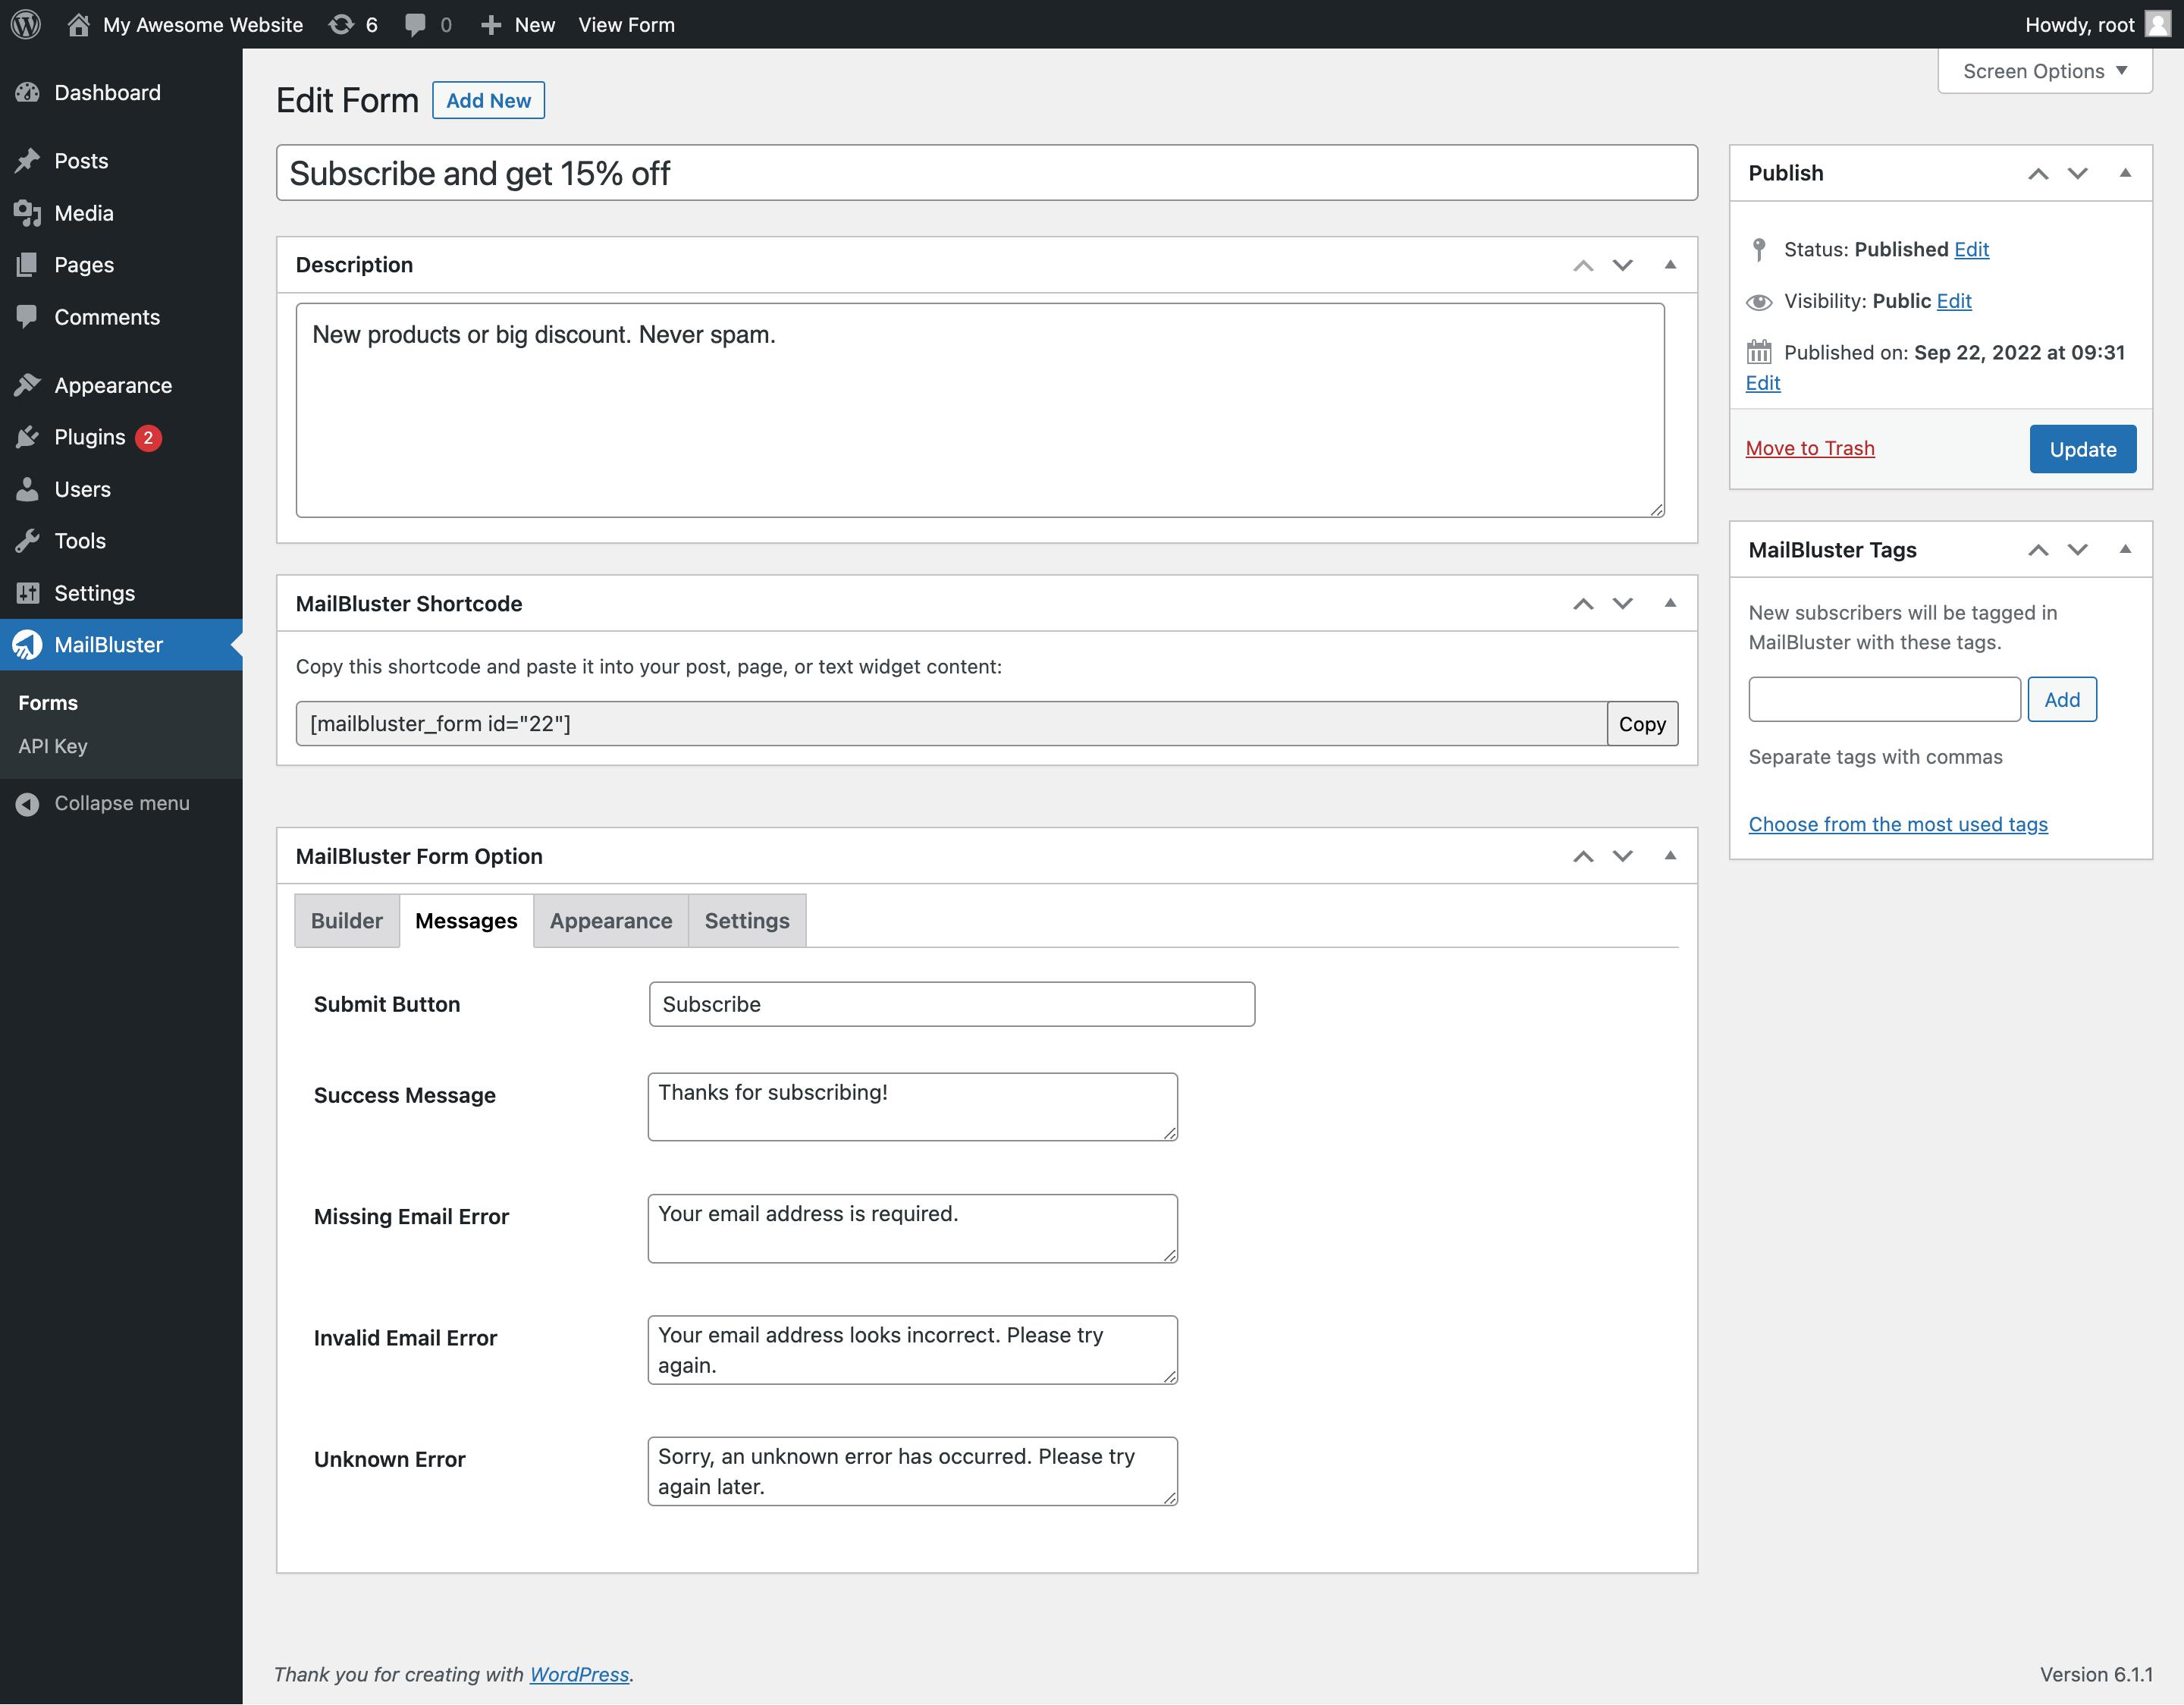 My Awesome Website 6 0 New View Form Howdy, root
Screen Options
Dashboard
Posts
Media
Pages
Comments
Appearance
Plugins 2
Users
Tools
Settings
MailBluster
Forms
API Key
Collapse menu
Edit Form Add New
Subscribe and get 15% off
Description
New products or big discount. Never spam.
MailBluster Shortcode
Copy this shortcode and paste it into your post, page, or text widget content:
[mailbluster_form id="22"] Copy
MailBluster Form Option
Builder Messages Appearance Settings
Submit Button Subscribe
Success Message Thanks for subscribing!
Missing Email Error Your email address is required.
Invalid Email Error Your email address looks incorrect. Please try
again.
Unknown Error Sorry, an unknown error has occurred. Please try
again later.
Publish
Status: Published Edit
Visibility: Public Edit
Published on: Sep 22, 2022 at 09:31
Edit
Move to Trash Update
MailBluster Tags
New subscribers will be tagged in
MailBluster with these tags.
Add
Separate tags with commas
Choose from the most used tags
Thank you for creating with WordPress. Version 6.1.1